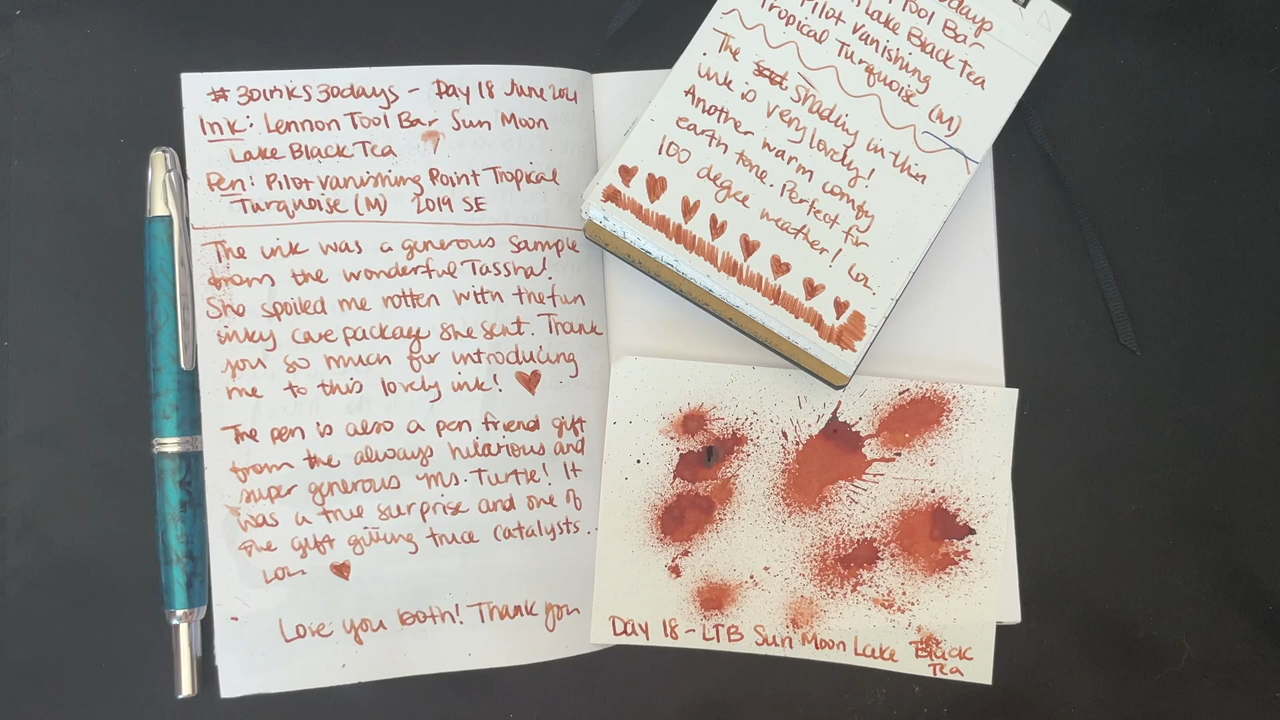 # 30inks30days - Day 18 June 2021
Ink: Lennon Tool Bar Sun Moon
Lake Black Tea
Pen: Pilot Vanishing Point Tropical
Turquoise (M) 2019 SE
The ink was a generous sample
from the wonderful Tassha!
She spoiled me rotten with the fun
inky care package she sent. Thank
you so much for introducing
me to this lovely ink!
The pen is also a pen friend gift
from the always hilarious and
super generous Ms. Turtle! It
was a true surprise and one of
the gift giving truce catalysts.
LOL.
Love you both! Thank you
Tool Bar
Lake Black Tea
Pilot Vanishing
Tropical Turquoise (M)
The shading in this
ink is very lovely!
Another warm comfy
earth tone. Perfect for
100 degree weather! LOL.
Day 18 - LTB Sun Moon Lake Black
Tea